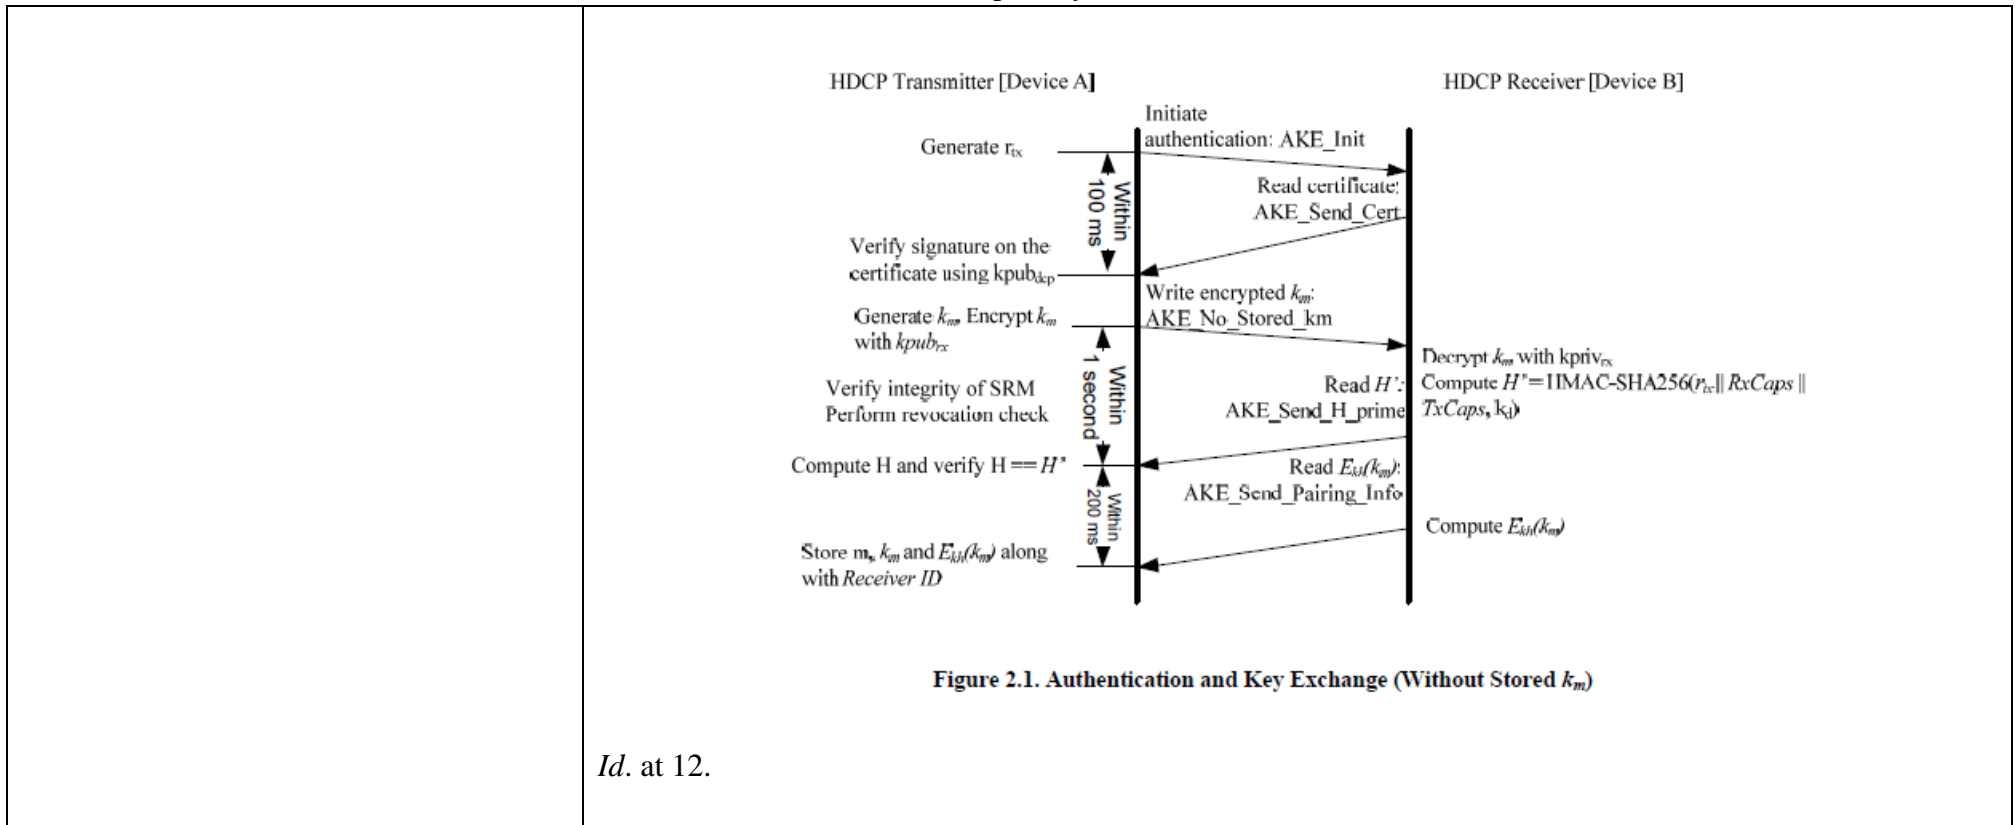 HDCP Transmitter [Device A]
HDCP Receiver [Device B]
Initiate
authentication: AKE_Init
Generate rtx
Within
100 ms
Read certificate:
AKE_Send_Cert
Verify signature on the
certificate using kpubdcp
Write encrypted km:
AKE_No_Stored_km
Generate km, Encrypt km
with kpubrx
Within
1 second
Decrypt km with kprivrx
Compute H'=HMAC-SHA256(rtx || RxCaps ||
TxCaps, kd)
Verify integrity of SRM
Perform revocation check
Read H':
AKE_Send_H_prime
Compute H and verify H == H'
Read Ekh(km):
AKE_Send_Pairing_Info
Within
200 ms
Compute Ekh(km)
Store m, km and Ekh(km) along
with Receiver ID
Figure 2.1. Authentication and Key Exchange (Without Stored km)
Id. at 12.